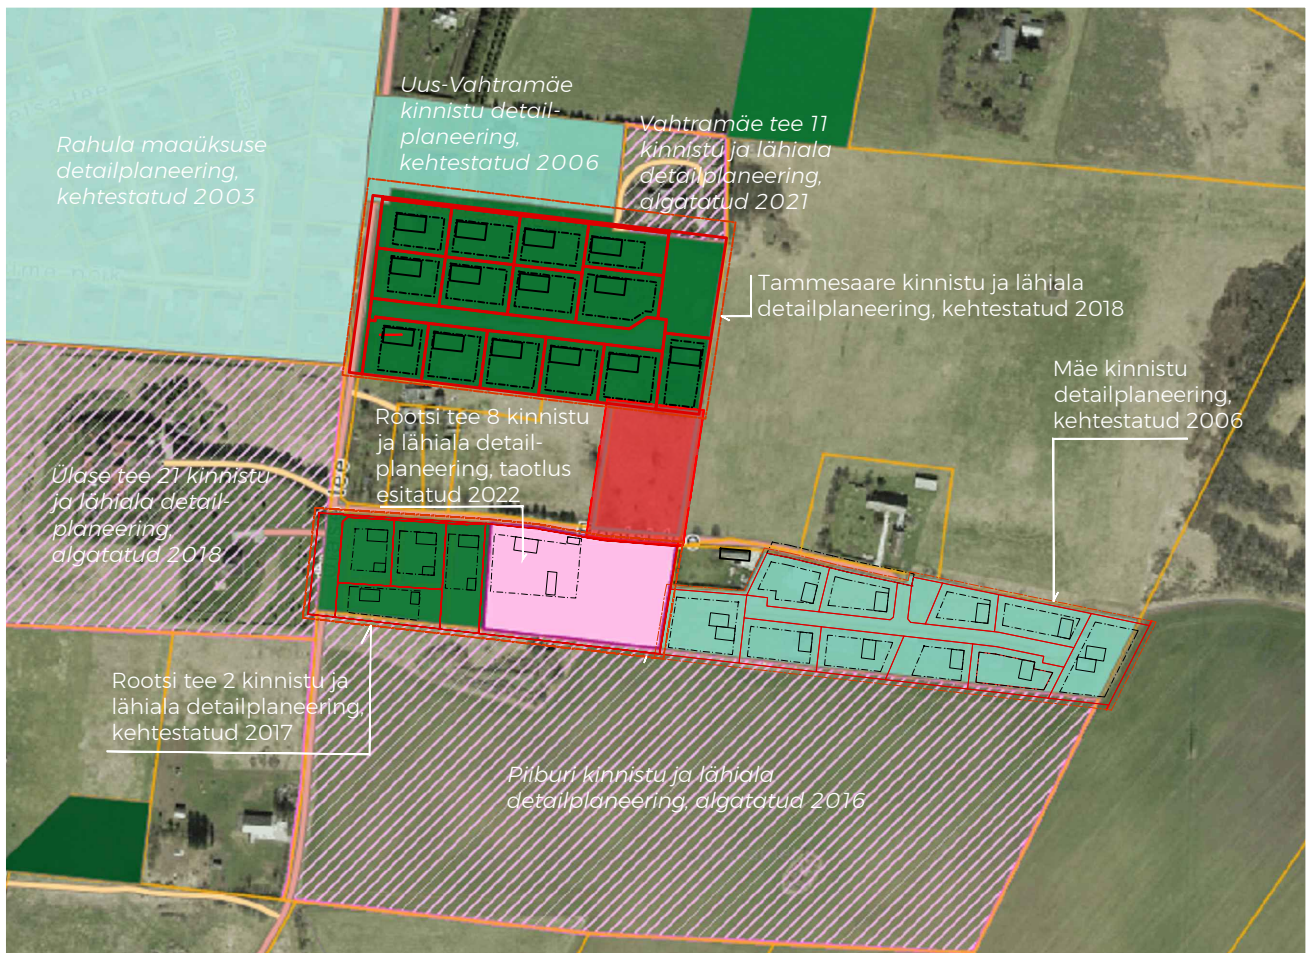 Uus-Vahtramäe
kinnistu detail-
planeering,
kehtestatud 2006
Vahtramäe tee 11
kinnistu ja lähiala
detailplaneering,
algatatud 2021
Rahula maaüksuse
detailplaneering,
kehtestatud 2003
Tammesaare kinnistu ja lähiala
detailplaneering, kehtestatud 2018
Mäe kinnistu
detailplaneering,
kehtestatud 2006
Rootsi tee 8 kinnistu
ja lähiala detail-
planeering, taotlus
esitatud 2022
tee
Ülase tee 21 kinnistu
ja lähiala detail-
planeering,
algatatud 2018
Rootsi tee 2 kinnistu ja
lähiala detailplaneering,
kehtestatud 2017
Piiburi kinnistu ja lähiala
detailplaneering, algatatud 2016